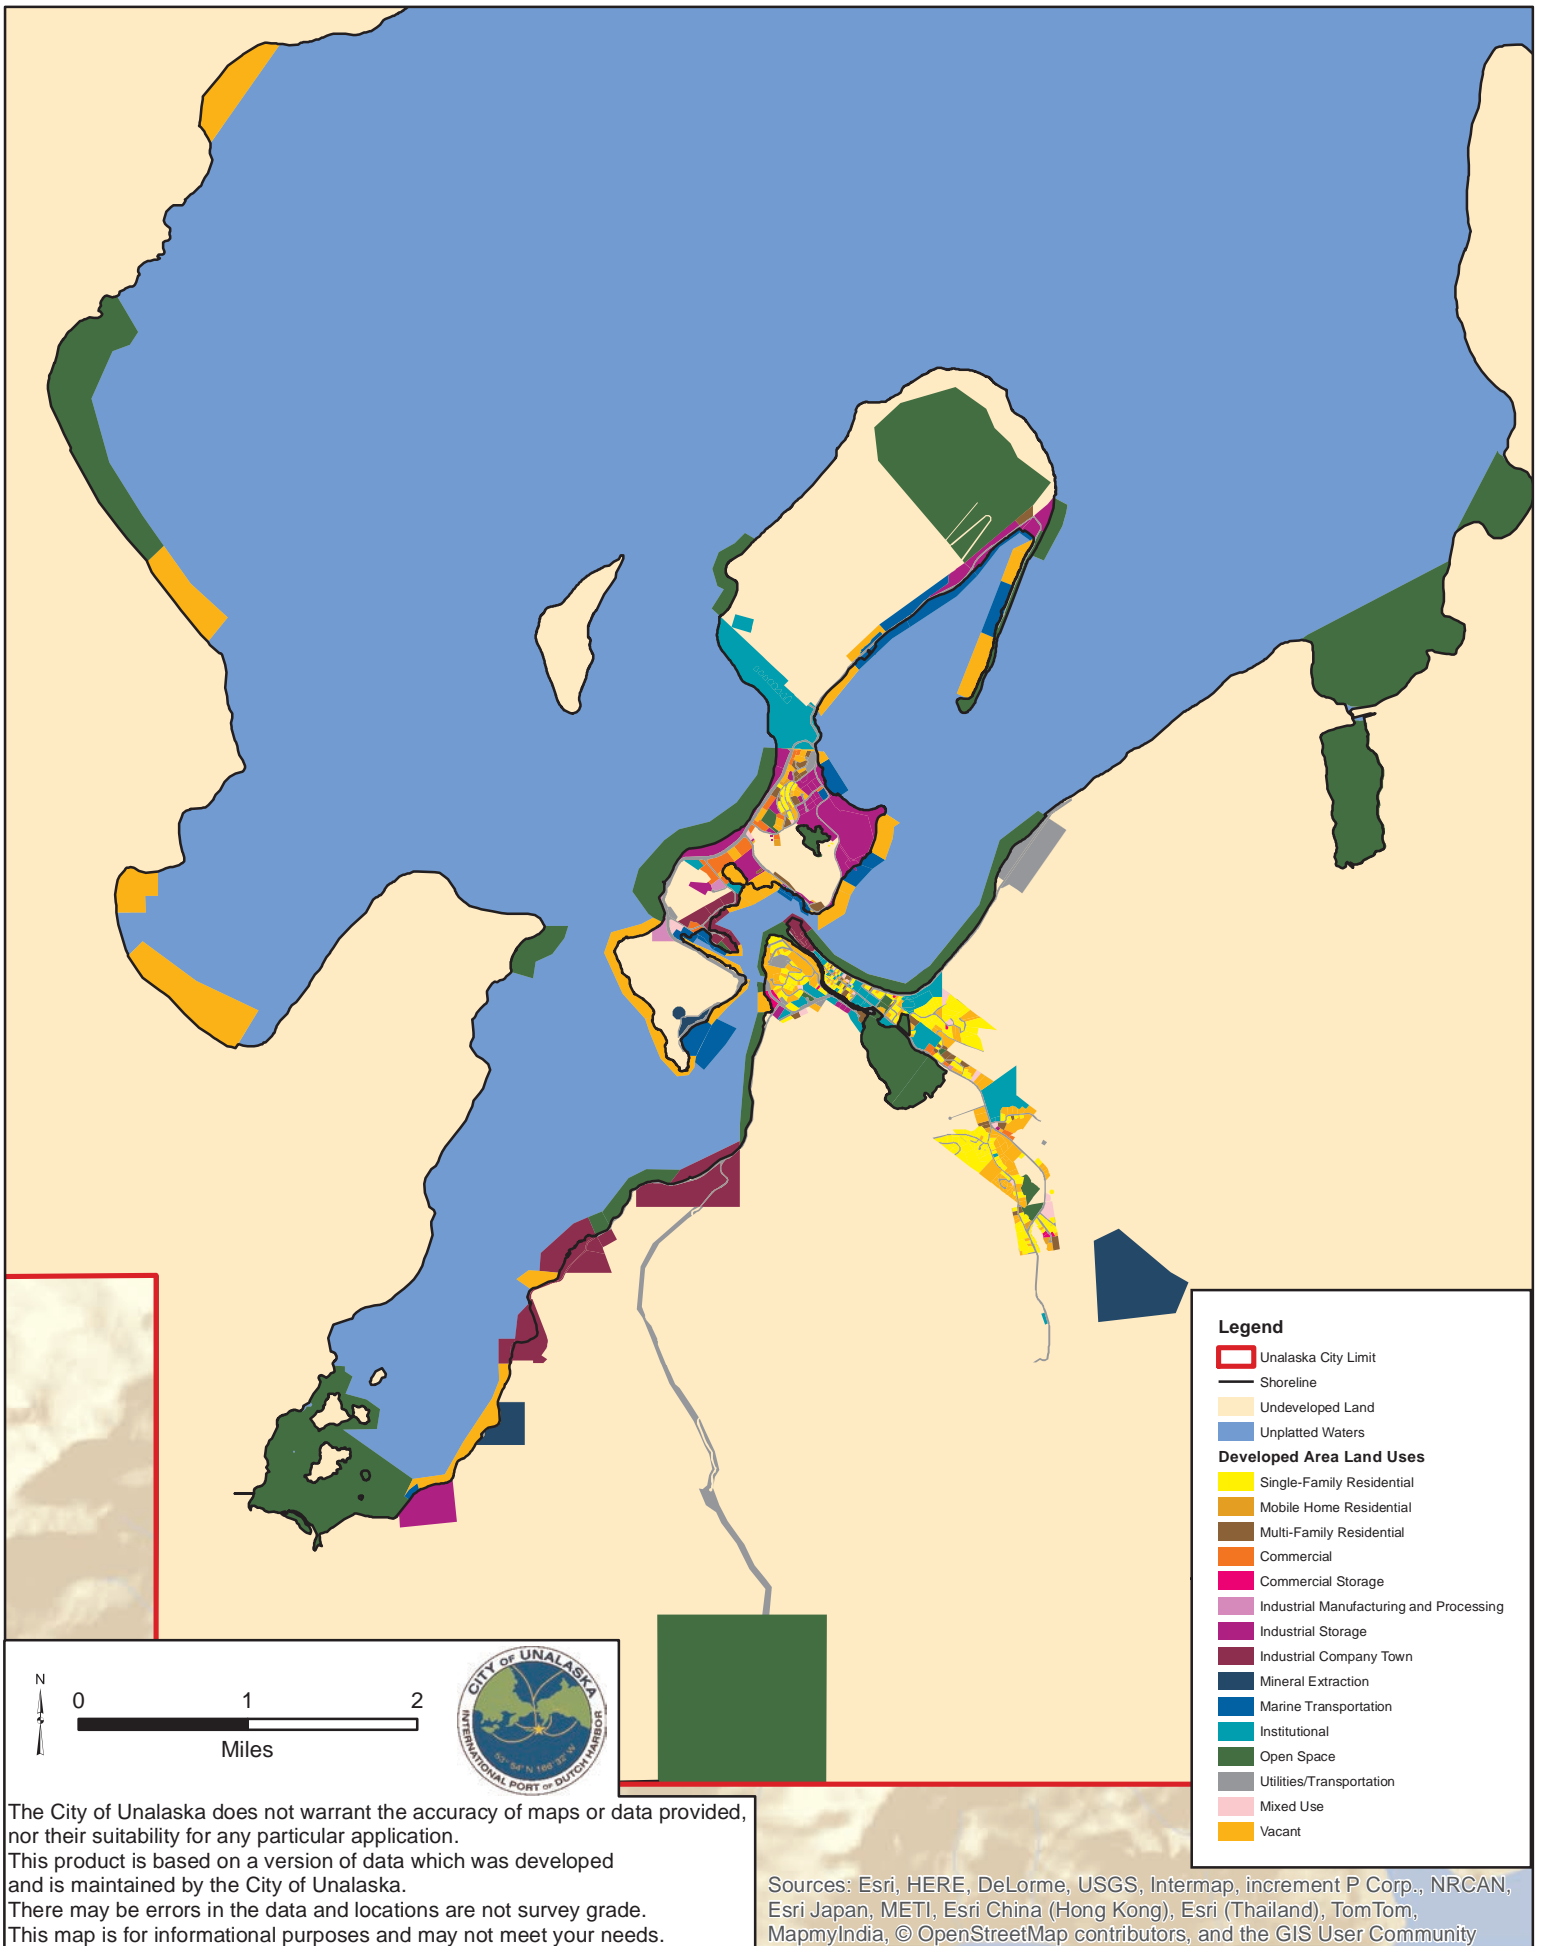 Legend
Unalaska City Limit
Shoreline
Undeveloped Land
Unplatted Waters
Developed Area Land Uses
Single-Family Residential
Mobile Home Residential
Multi-Family Residential
Commercial
Commercial Storage
Industrial Manufacturing and Processing
Industrial Storage
Industrial Company Town
Mineral Extraction
Marine Transportation
Institutional
Open Space
Utilities/Transportation
Mixed Use
Vacant
N
0 1 2
Miles
CITY OF UNALASKA
53° 54' N 166° 32' W
INTERNATIONAL PORT OF DUTCH HARBOR
The City of Unalaska does not warrant the accuracy of maps or data provided,
nor their suitability for any particular application.
This product is based on a version of data which was developed
and is maintained by the City of Unalaska.
There may be errors in the data and locations are not survey grade.
This map is for informational purposes and may not meet your needs.
Sources: Esri, HERE, DeLorme, USGS, Intermap, increment P Corp., NRCAN,
Esri Japan, METI, Esri China (Hong Kong), Esri (Thailand), TomTom,
MapmyIndia, © OpenStreetMap contributors, and the GIS User Community